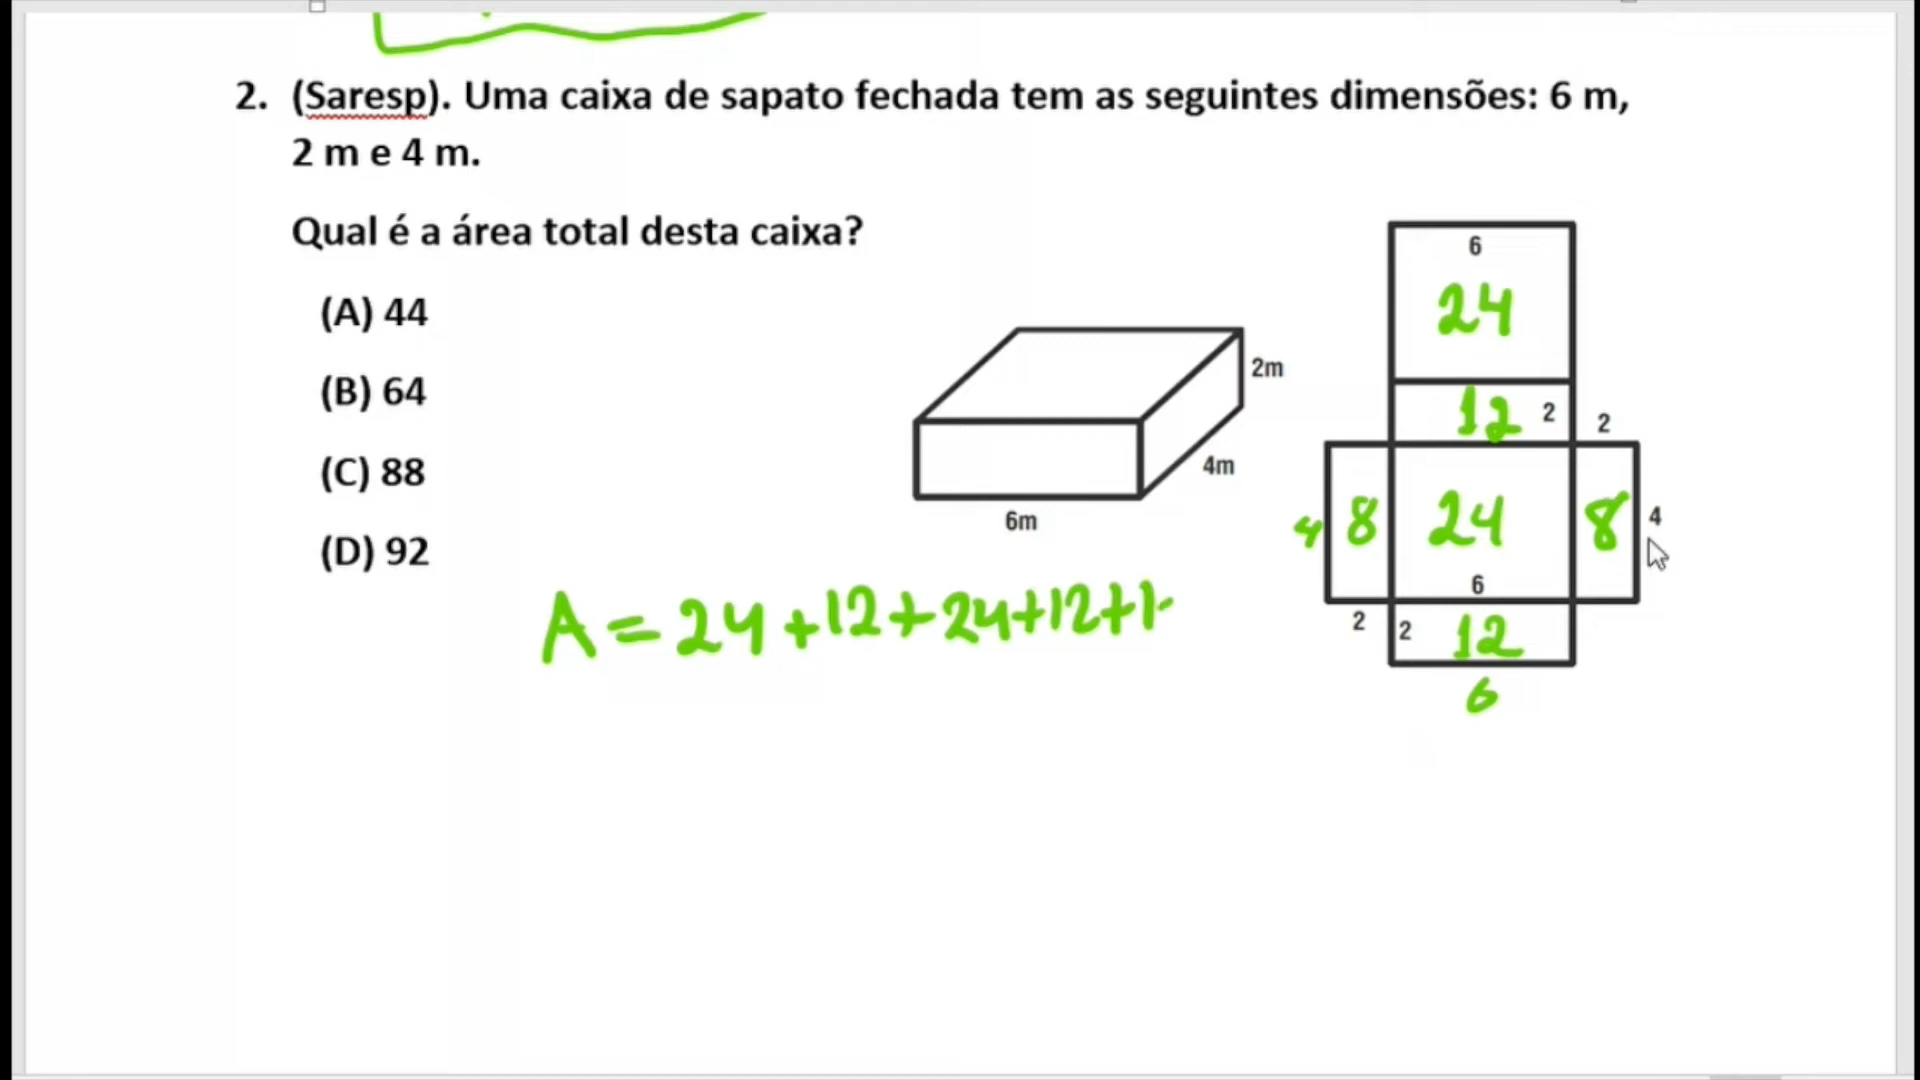 2. (Saresp). Uma caixa de sapato fechada tem as seguintes dimensões: 6 m,
2 m e 4 m.
Qual é a área total desta caixa?
(A) 44
(B) 64
(C) 88
(D) 92
2m
4m
6m
6
24
12 2
2
4 8 24 8 4
6
2
2 12
6
A = 24 + 12 + 24 + 12 + 1